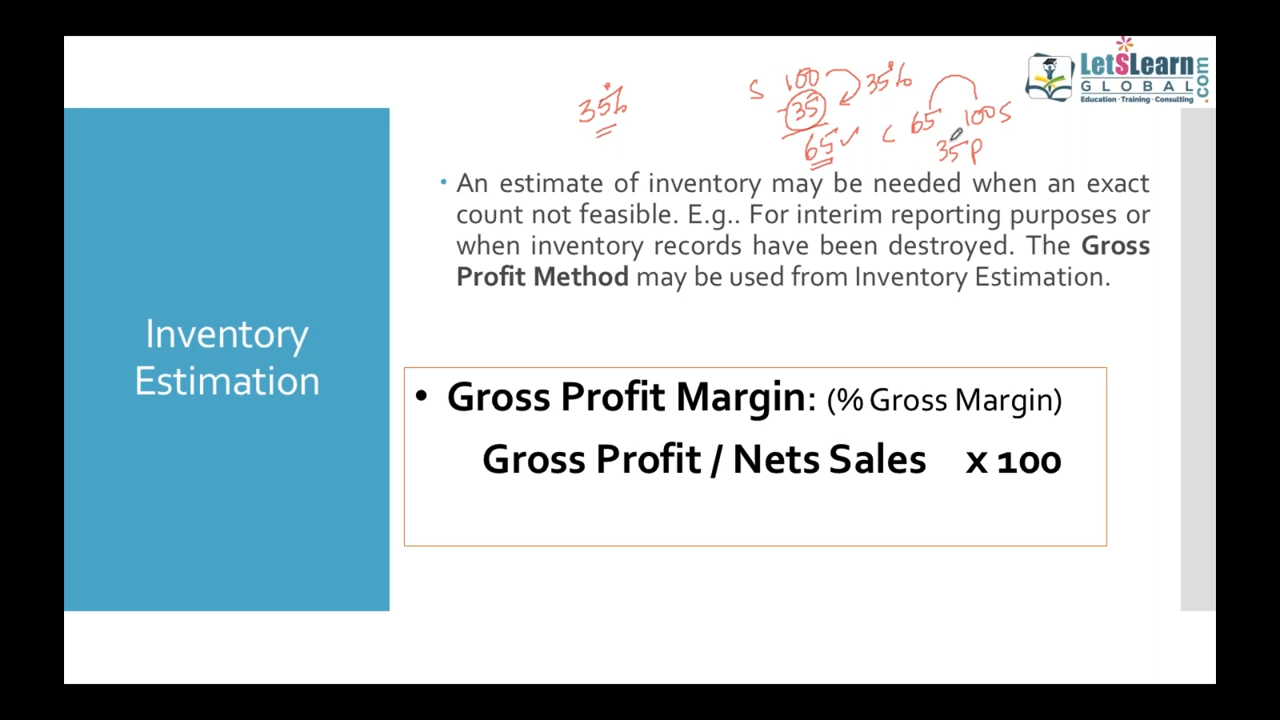 LetSLearn
GLOBAL
.com
Education · Training · Consulting
35%
S 100 35%
-35
65 ✓
C 65 100 S
35 P
• An estimate of inventory may be needed when an exact
count not feasible. E.g.. For interim reporting purposes or
when inventory records have been destroyed. The Gross
Profit Method may be used from Inventory Estimation.
Inventory
Estimation
• Gross Profit Margin: (% Gross Margin)
Gross Profit / Nets Sales x 100